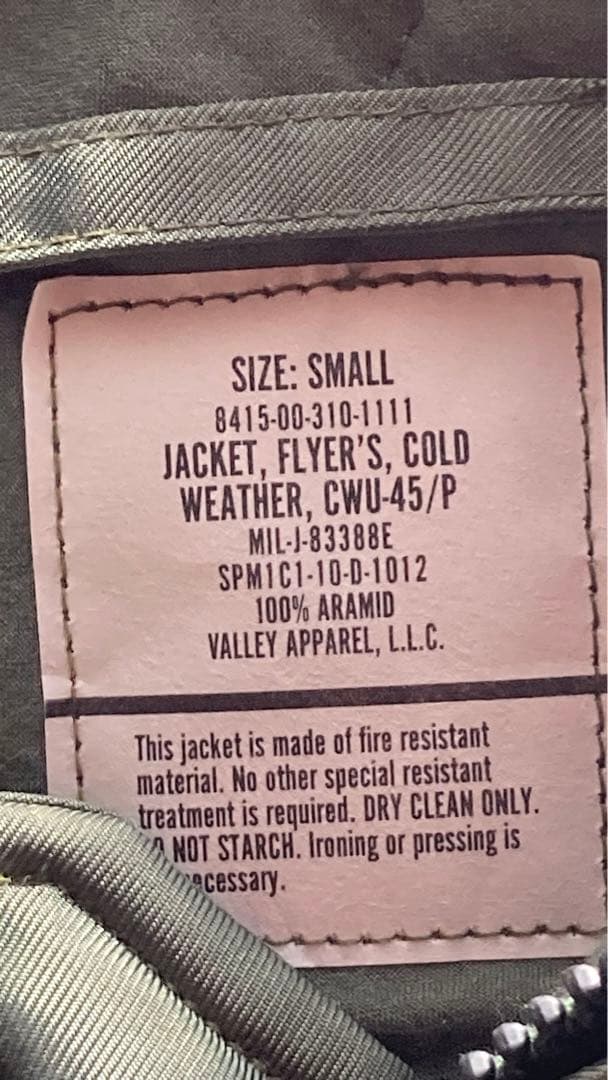 SIZE: SMALL
8415-00-310-1111
JACKET, FLYER'S, COLD
WEATHER, CWU-45/P
MIL-J-83388E
SPM1C1-10-D-1012
100% ARAMID
VALLEY APPAREL, L.L.C.
This jacket is made of fire resistant
material. No other special resistant
treatment is required. DRY CLEAN ONLY.
NOT STARCH. Ironing or pressing is